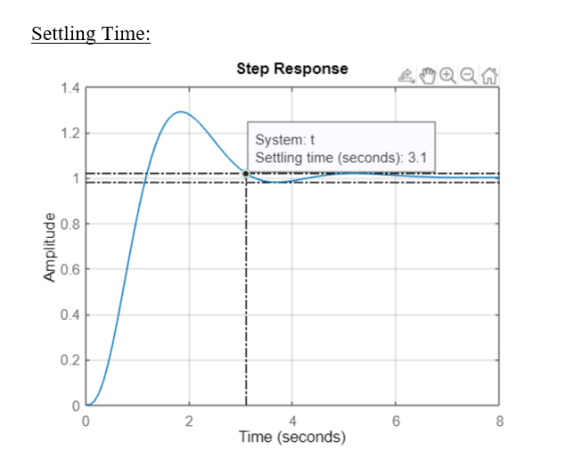 Settling Time:
Step Response
1.4
1.2
1
0.8
0.6
0.4
0.2
0
Amplitude
System: t
Settling time (seconds): 3.1
0
2
4
6
8
Time (seconds)